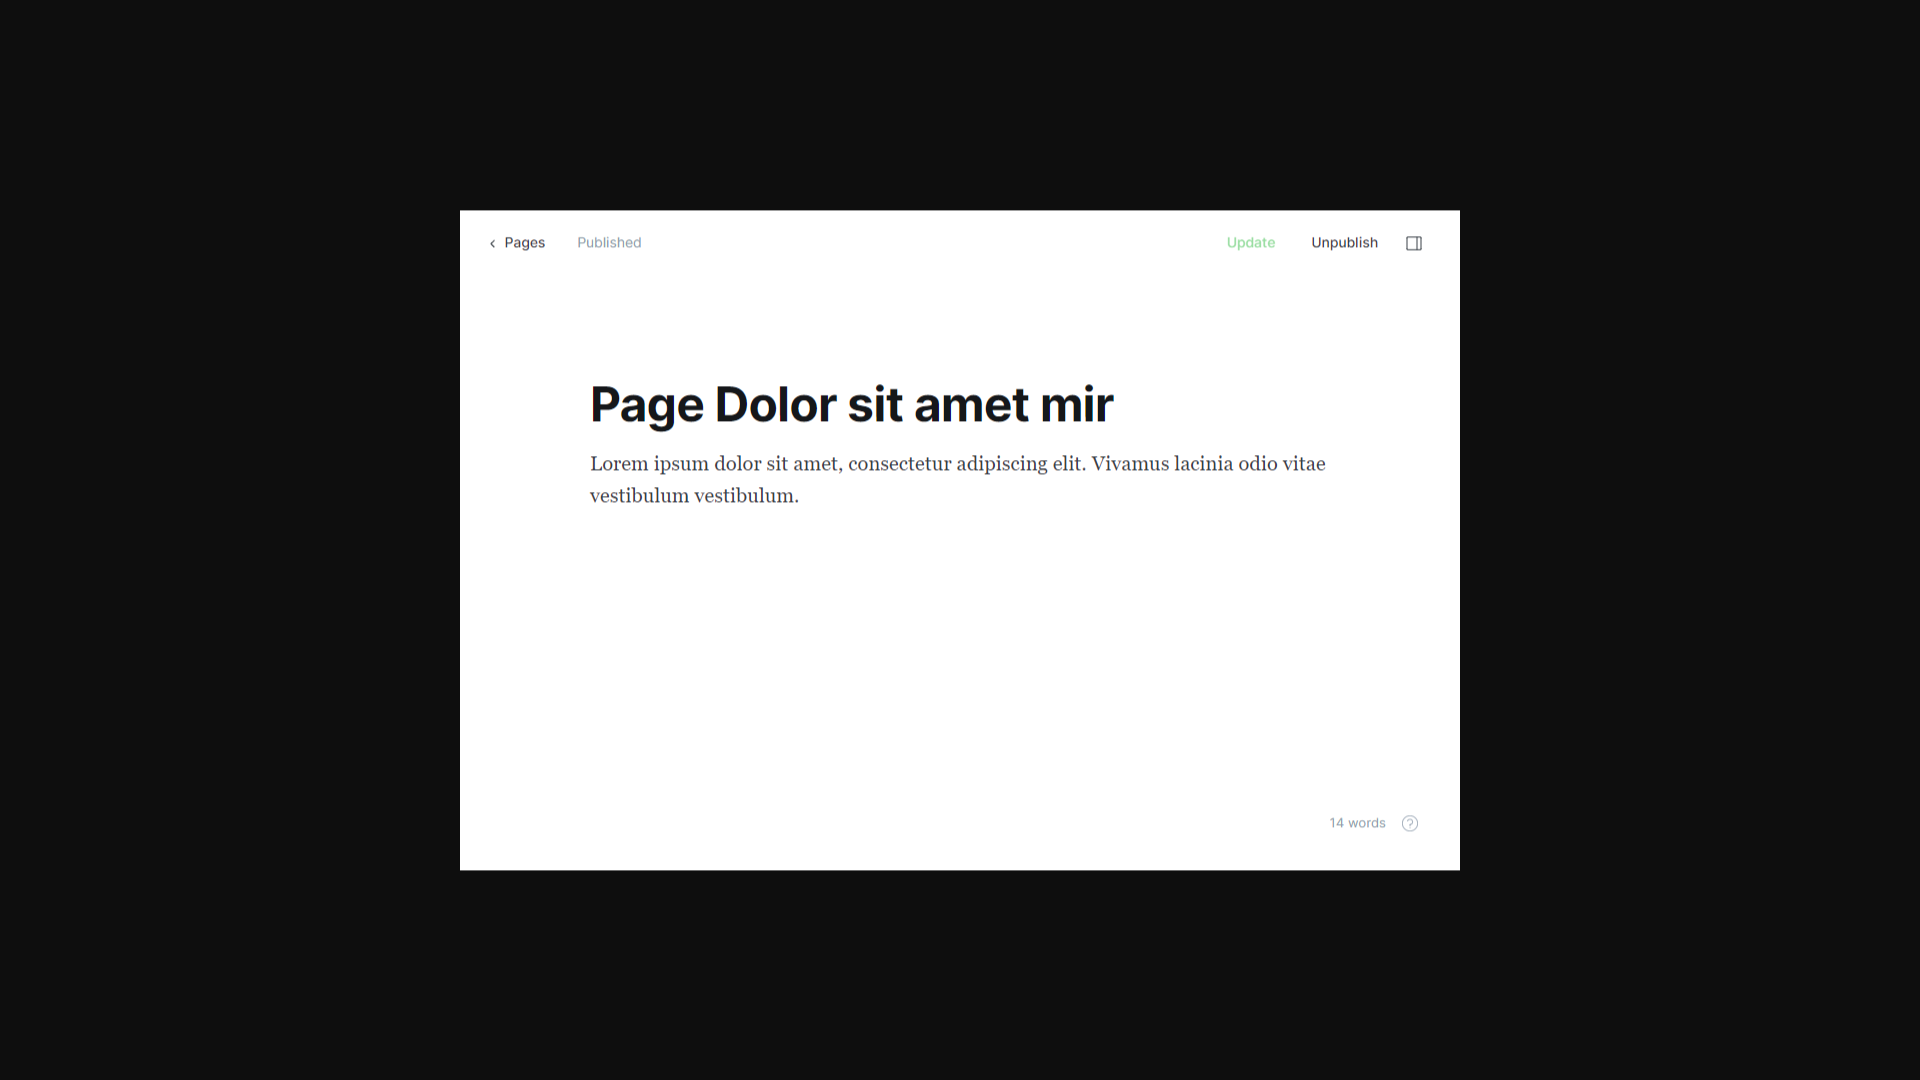 Pages Published Update Unpublish
Page Dolor sit amet mir
Lorem ipsum dolor sit amet, consectetur adipiscing elit. Vivamus lacinia odio vitae
vestibulum vestibulum.
14 words